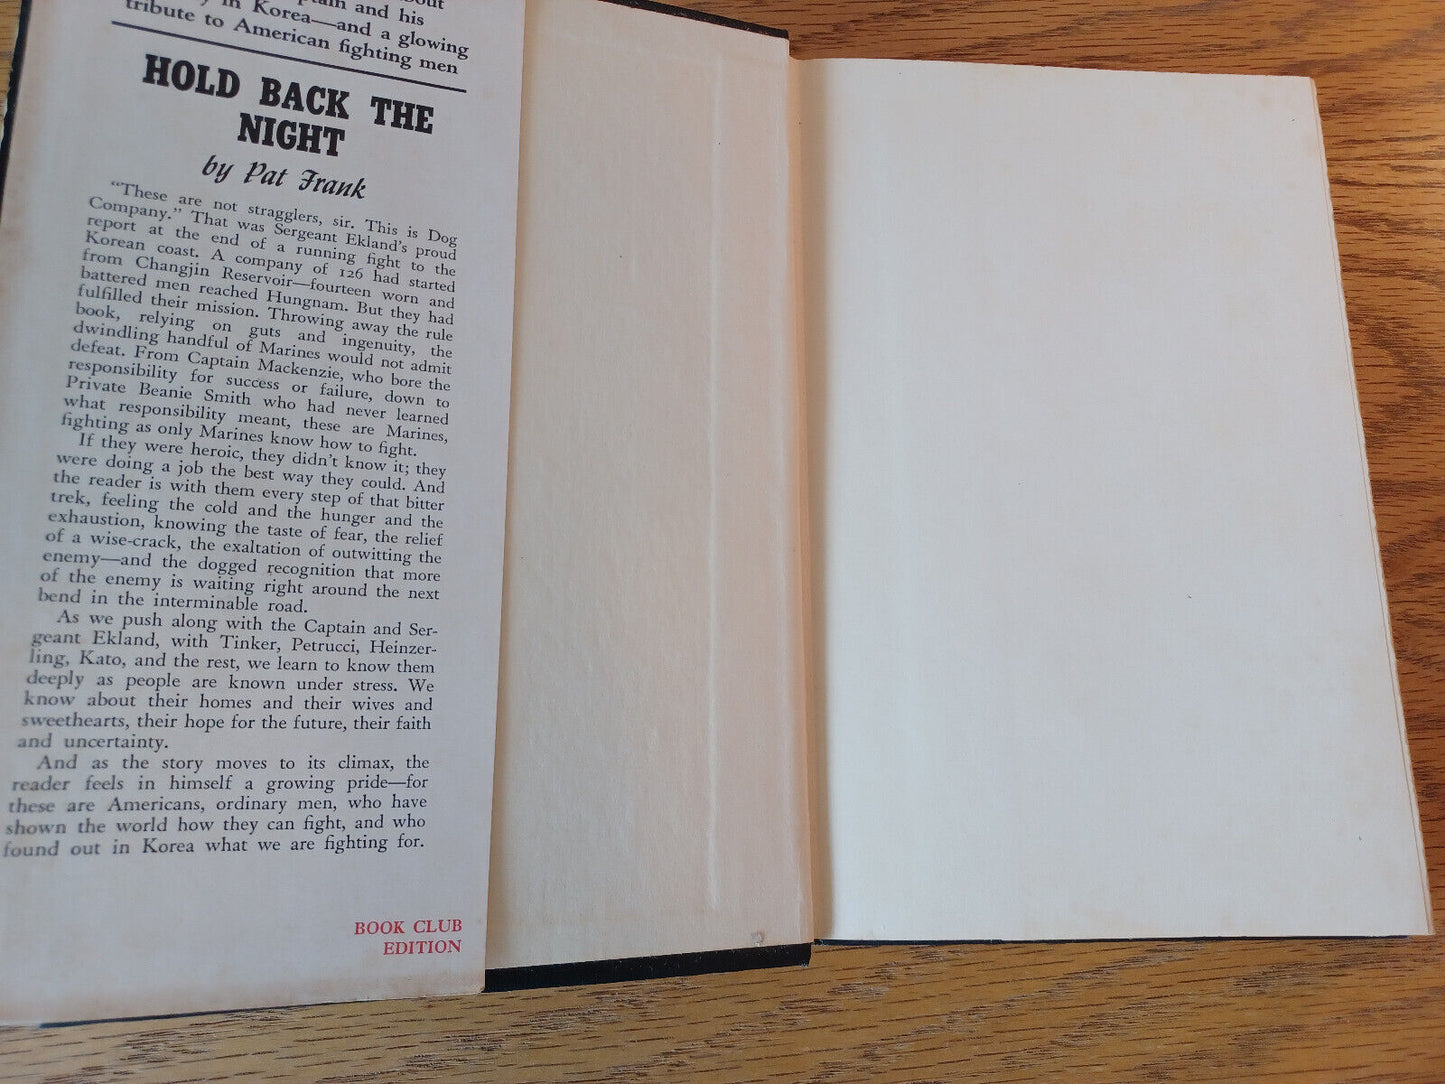 and his
in Korea—and a glowing
tribute to American fighting men
HOLD BACK THE
NIGHT
by Pat Frank
"These are not stragglers, sir. This is Dog
Company." That was Sergeant Ekland's proud
report at the end of a running fight to the
Korean coast. A company of 126 had started
from Changjin Reservoir—fourteen worn and
battered men reached Hungnam. But they had
fulfilled their mission. Throwing away the rule
book, relying on guts and ingenuity, the
dwindling handful of Marines would not admit
defeat. From Captain Mackenzie, who bore the
responsibility for success or failure, down to
Private Beanie Smith who had never learned
what responsibility meant, these are Marines,
fighting as only Marines know how to fight.
If they were heroic, they didn't know it; they
were doing a job the best way they could. And
the reader is with them every step of that bitter
trek, feeling the cold and the hunger and the
exhaustion, knowing the taste of fear, the relief
of a wise-crack, the exaltation of outwitting the
enemy—and the dogged recognition that more
of the enemy is waiting right around the next
bend in the interminable road.
As we push along with the Captain and Ser-
geant Ekland, with Tinker, Petrucci, Heinzer-
ling, Kato, and the rest, we learn to know them
deeply as people are known under stress. We
know about their homes and their wives and
sweethearts, their hope for the future, their faith
and uncertainty.
And as the story moves to its climax, the
reader feels in himself a growing pride—for
these are Americans, ordinary men, who have
shown the world how they can fight, and who
found out in Korea what we are fighting for.
BOOK CLUB
EDITION